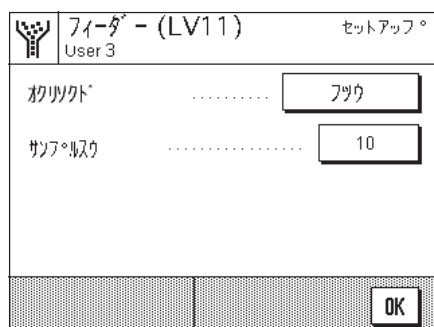 フィーダー (LV11)
セットアップ
User 3
オクリソクド .......... フツウ
サンプルスウ ................. 10
OK